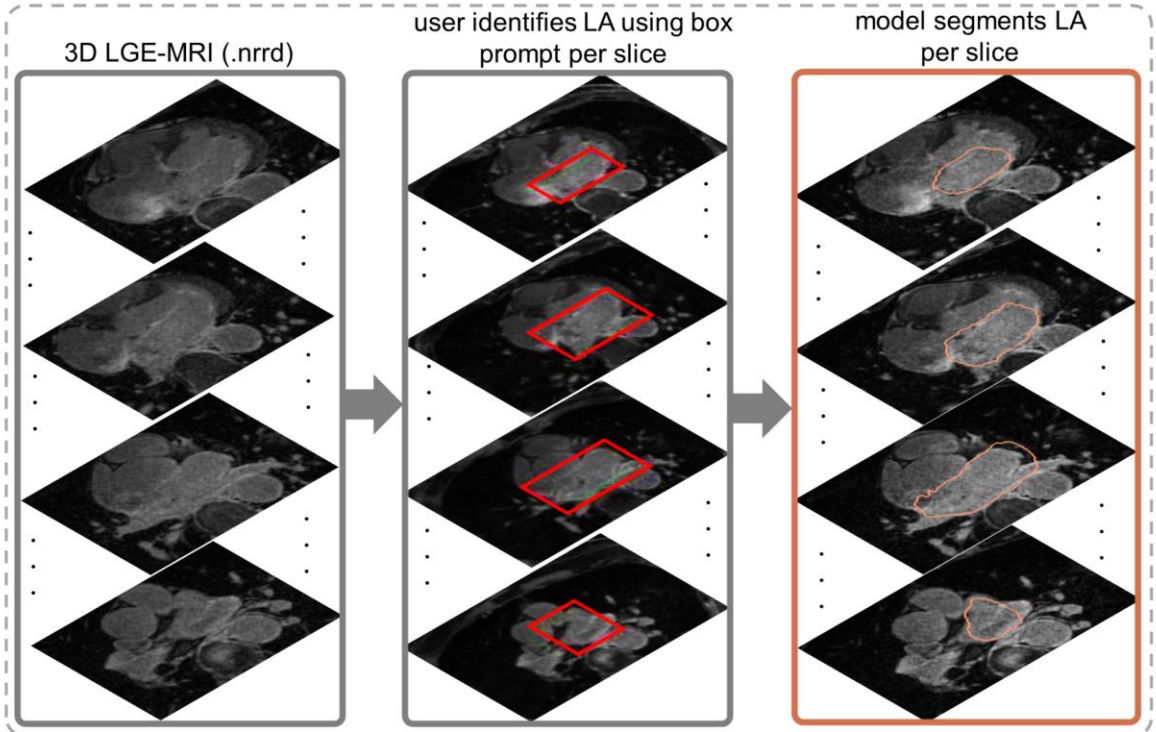 3D LGE-MRI (.nrrd)
user identifies LA using box
prompt per slice
model segments LA
per slice